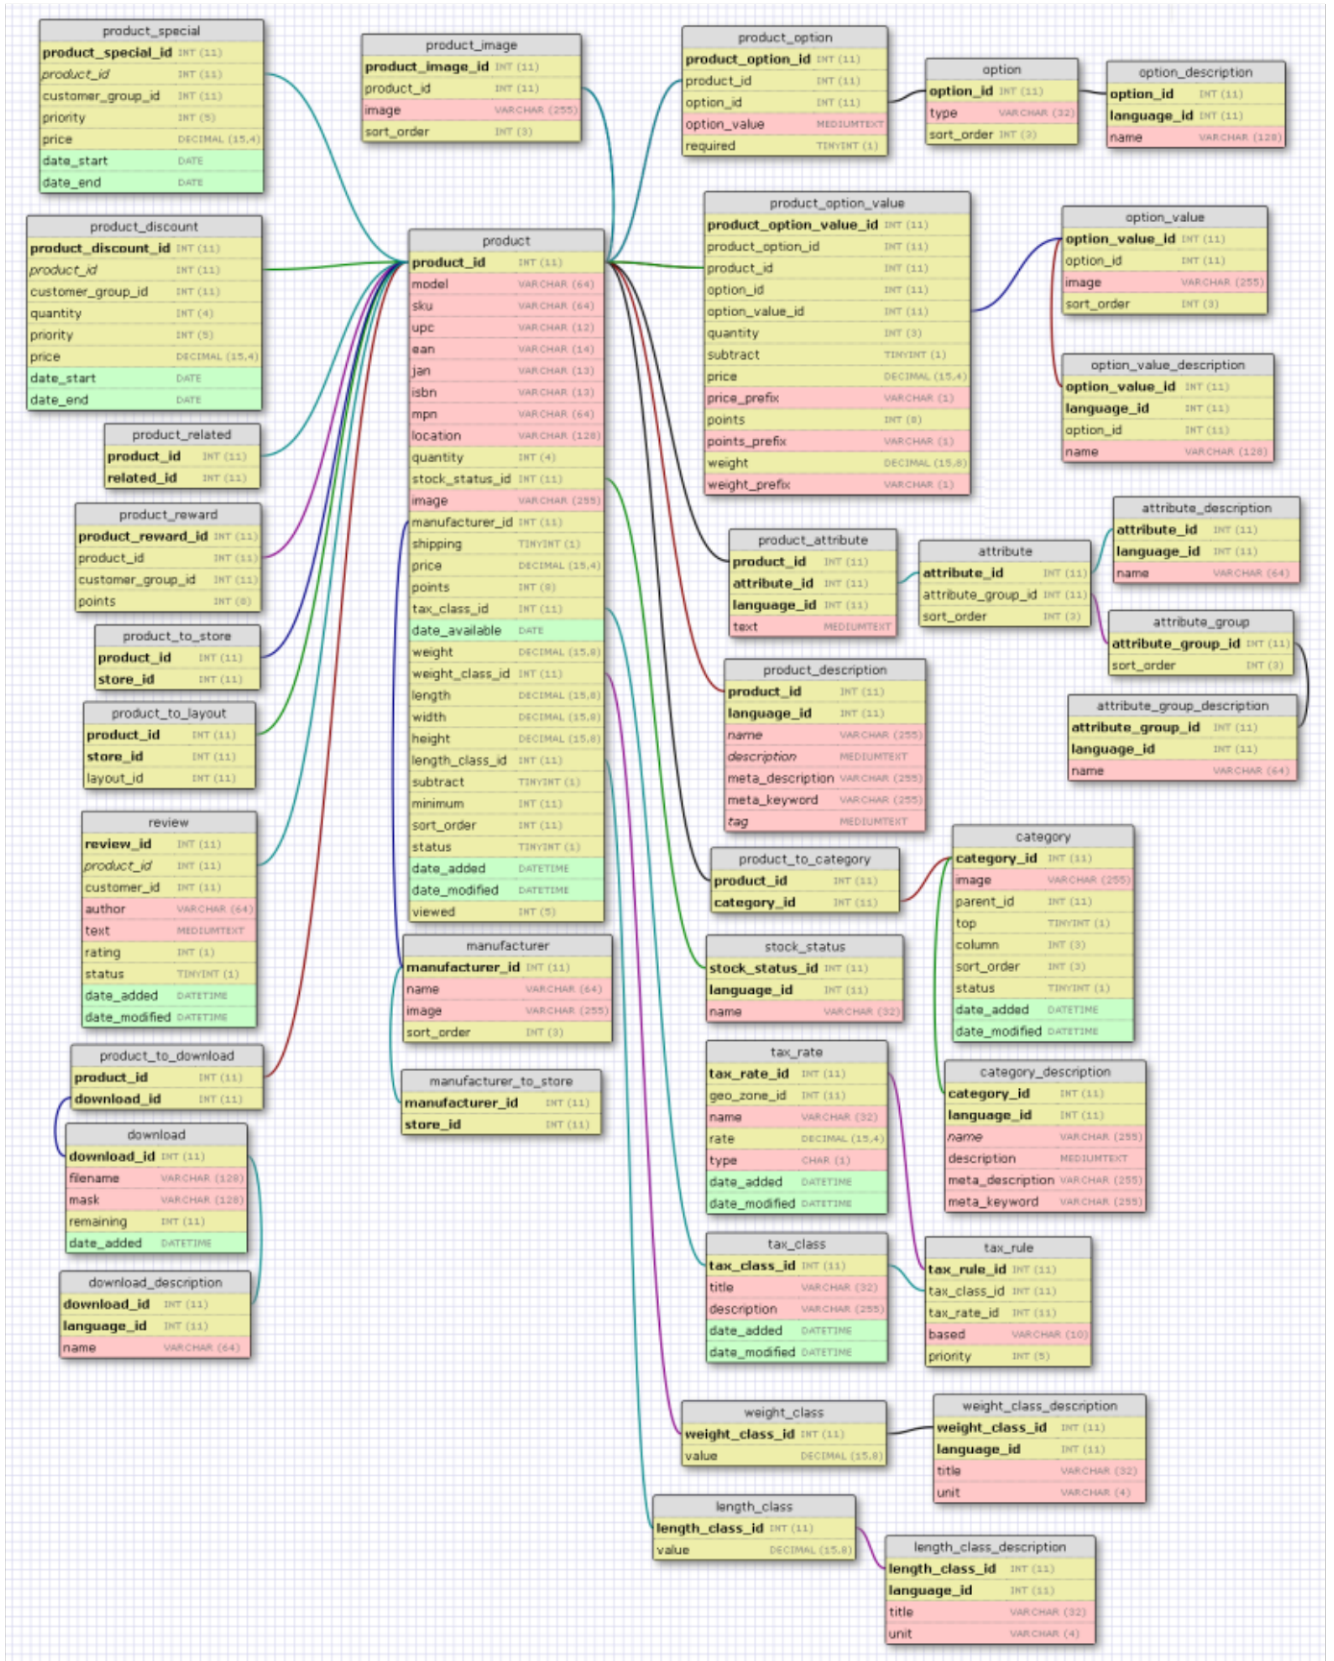 product_special
product_special_id INT (11)
product_id INT (11)
customer_group_id INT (11)
priority INT (5)
price DECIMAL (15,4)
date_start DATE
date_end DATE
product_discount
product_discount_id INT (11)
product_id INT (11)
customer_group_id INT (11)
quantity INT (4)
priority INT (5)
price DECIMAL (15,4)
date_start DATE
date_end DATE
product_related
product_id INT (11)
related_id INT (11)
product_reward
product_reward_id INT (11)
product_id INT (11)
customer_group_id INT (11)
points INT (8)
product_to_store
product_id INT (11)
store_id INT (11)
product_to_layout
product_id INT (11)
store_id INT (11)
layout_id INT (11)
review
review_id INT (11)
product_id INT (11)
customer_id INT (11)
author VARCHAR (64)
text MEDIUMTEXT
rating INT (1)
status TINYINT (1)
date_added DATETIME
date_modified DATETIME
product_to_download
product_id INT (11)
download_id INT (11)
download
download_id INT (11)
filename VARCHAR (128)
mask VARCHAR (128)
remaining INT (11)
date_added DATETIME
download_description
download_id INT (11)
language_id INT (11)
name VARCHAR (64)
product_image
product_image_id INT (11)
product_id INT (11)
image VARCHAR (255)
sort_order INT (3)
product
product_id INT (11)
model VARCHAR (64)
sku VARCHAR (64)
upc VARCHAR (12)
ean VARCHAR (14)
jan VARCHAR (13)
isbn VARCHAR (13)
mpn VARCHAR (64)
location VARCHAR (128)
quantity INT (4)
stock_status_id INT (11)
image VARCHAR (255)
manufacturer_id INT (11)
shipping TINYINT (1)
price DECIMAL (15,4)
points INT (8)
tax_class_id INT (11)
date_available DATE
weight DECIMAL (15,8)
weight_class_id INT (11)
length DECIMAL (15,8)
width DECIMAL (15,8)
height DECIMAL (15,8)
length_class_id INT (11)
subtract TINYINT (1)
minimum INT (11)
sort_order INT (11)
status TINYINT (1)
date_added DATETIME
date_modified DATETIME
viewed INT (5)
manufacturer
manufacturer_id INT (11)
name VARCHAR (64)
image VARCHAR (255)
sort_order INT (3)
manufacturer_to_store
manufacturer_id INT (11)
store_id INT (11)
product_option
product_option_id INT (11)
product_id INT (11)
option_id INT (11)
option_value MEDIUMTEXT
required TINYINT (1)
option
option_id INT (11)
type VARCHAR (32)
sort_order INT (3)
option_description
option_id INT (11)
language_id INT (11)
name VARCHAR (128)
product_option_value
product_option_value_id INT (11)
product_option_id INT (11)
product_id INT (11)
option_id INT (11)
option_value_id INT (11)
quantity INT (3)
subtract TINYINT (1)
price DECIMAL (15,4)
price_prefix VARCHAR (1)
points INT (8)
points_prefix VARCHAR (1)
weight DECIMAL (15,8)
weight_prefix VARCHAR (1)
option_value
option_value_id INT (11)
option_id INT (11)
image VARCHAR (255)
sort_order INT (3)
option_value_description
option_value_id INT (11)
language_id INT (11)
option_id INT (11)
name VARCHAR (128)
product_attribute
product_id INT (11)
attribute_id INT (11)
language_id INT (11)
text MEDIUMTEXT
attribute
attribute_id INT (11)
attribute_group_id INT (11)
sort_order INT (3)
attribute_description
attribute_id INT (11)
language_id INT (11)
name VARCHAR (64)
attribute_group
attribute_group_id INT (11)
sort_order INT (3)
attribute_group_description
attribute_group_id INT (11)
language_id INT (11)
name VARCHAR (64)
product_description
product_id INT (11)
language_id INT (11)
name VARCHAR (255)
description MEDIUMTEXT
meta_description VARCHAR (255)
meta_keyword VARCHAR (255)
tag MEDIUMTEXT
product_to_category
product_id INT (11)
category_id INT (11)
category
category_id INT (11)
image VARCHAR (255)
parent_id INT (11)
top TINYINT (1)
column INT (3)
sort_order INT (3)
status TINYINT (1)
date_added DATETIME
date_modified DATETIME
stock_status
stock_status_id INT (11)
language_id INT (11)
name VARCHAR (32)
category_description
category_id INT (11)
language_id INT (11)
name VARCHAR (255)
description MEDIUMTEXT
meta_description VARCHAR (255)
meta_keyword VARCHAR (255)
tax_rate
tax_rate_id INT (11)
geo_zone_id INT (11)
name VARCHAR (32)
rate DECIMAL (15,4)
type CHAR (1)
date_added DATETIME
date_modified DATETIME
tax_class
tax_class_id INT (11)
title VARCHAR (32)
description VARCHAR (255)
date_added DATETIME
date_modified DATETIME
tax_rule
tax_rule_id INT (11)
tax_class_id INT (11)
tax_rate_id INT (11)
based VARCHAR (10)
priority INT (5)
weight_class
weight_class_id INT (11)
value DECIMAL (15,8)
weight_class_description
weight_class_id INT (11)
language_id INT (11)
title VARCHAR (32)
unit VARCHAR (4)
length_class
length_class_id INT (11)
value DECIMAL (15,8)
length_class_description
length_class_id INT (11)
language_id INT (11)
title VARCHAR (32)
unit VARCHAR (4)